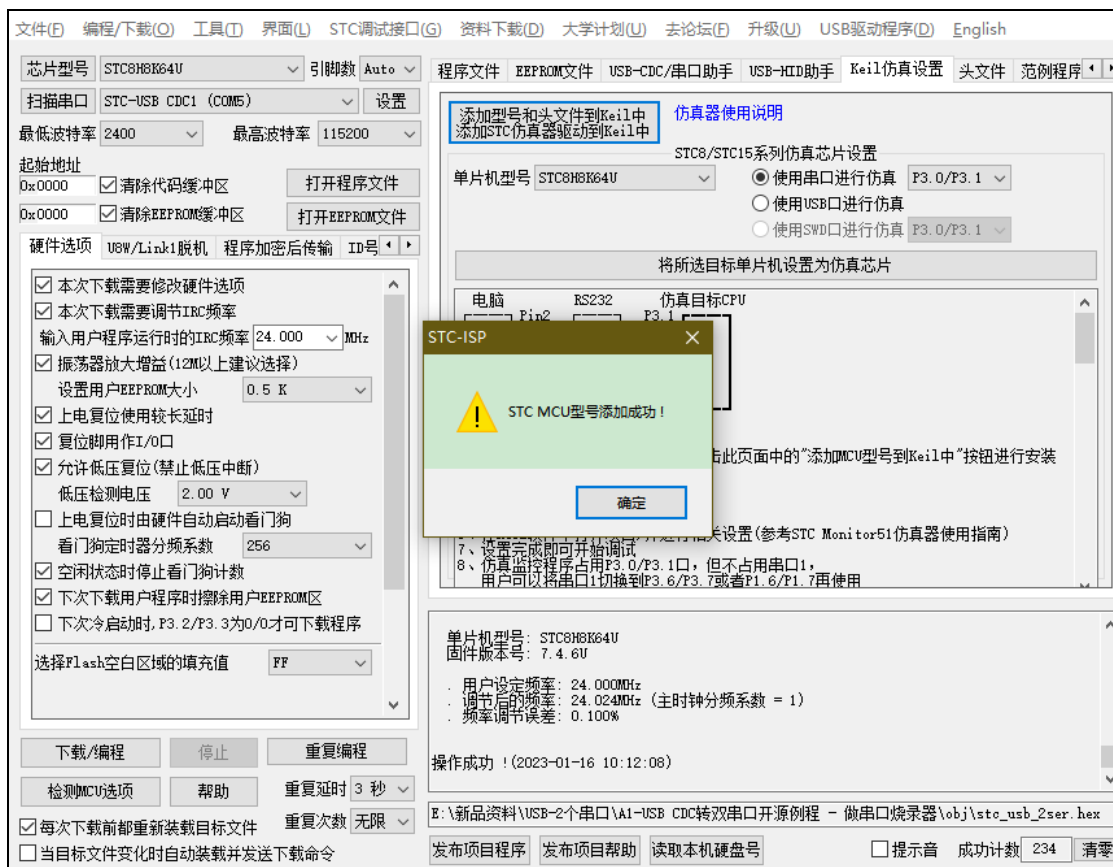 文件(F) 编程/下载(O) 工具(T) 界面(L) STC调试接口(G) 资料下载(D) 大学计划(U) 去论坛(F) 升级(U) USB驱动程序(D) English
芯片型号 STC8H8K64U 引脚数 Auto
扫描串口 STC-USB CDC1 (COM5) 设置
最低波特率 2400 最高波特率 115200
起始地址
0x0000 清除代码缓冲区 打开程序文件
0x0000 清除EEPROM缓冲区 打开EEPROM文件
硬件选项 U8W/Link1脱机 程序加密后传输 ID号
本次下载需要修改硬件选项
本次下载需要调节IRC频率
输入用户程序运行时的IRC频率 24.000 MHz
振荡器放大增益(12M以上建议选择)
设置用户EEPROM大小 0.5 K
上电复位使用较长延时
复位脚用作I/O口
允许低压复位(禁止低压中断)
低压检测电压 2.00 V
上电复位时由硬件自动启动看门狗
看门狗定时器分频系数 256
空闲状态时停止看门狗计数
下次下载用户程序时擦除用户EEPROM区
下次冷启动时,P3.2/P3.3为0/0才可下载程序
选择Flash空白区域的填充值 FF
下载/编程 停止 重复编程
检测MCU选项 帮助 重复延时 3 秒
每次下载前都重新装载目标文件 重复次数 无限
当目标文件变化时自动装载并发送下载命令
程序文件 EEPROM文件 USB-CDC/串口助手 USB-HID助手 Keil仿真设置 头文件 范例程序
添加型号和头文件到Keil中
添加STC仿真器驱动到Keil中
仿真器使用说明
STC8/STC15系列仿真芯片设置
单片机型号 STC8H8K64U 使用串口进行仿真 P3.0/P3.1
使用USB口进行仿真
使用SWD口进行仿真 P3.0/P3.1
将所选目标单片机设置为仿真芯片
电脑 RS232 仿真目标CPU
Pin2 P3.1
STC-ISP
STC MCU型号添加成功 !
确定
击此页面中的"添加MCU型号到Keil中"按钮进行安装
关设置(参考STC Monitor51仿真器使用指南)
7、设置完成即可开始调试
8、仿真监控程序占用P3.0/P3.1口，但不占用串口1，
用户可以将串口1切换到P3.6/P3.7或者P1.6/P1.7再使用
单片机型号: STC8H8K64U
固件版本号: 7.4.6U
. 用户设定频率: 24.000MHz
. 调节后的频率: 24.024MHz (主时钟分频系数 = 1)
. 频率调节误差: 0.100%
操作成功 !(2023-01-16 10:12:08)
E:\新品资料\USB-2个串口\A1-USB CDC转双串口开源例程 - 做串口烧录器\obj\stc_usb_2ser.hex
发布项目程序 发布项目帮助 读取本机硬盘号 提示音 成功计数 234 清零